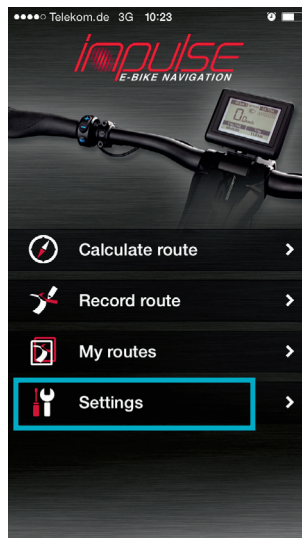 Telekom.de 3G 10:23
impulse
E-BIKE NAVIGATION
Calculate route
Record route
My routes
Settings